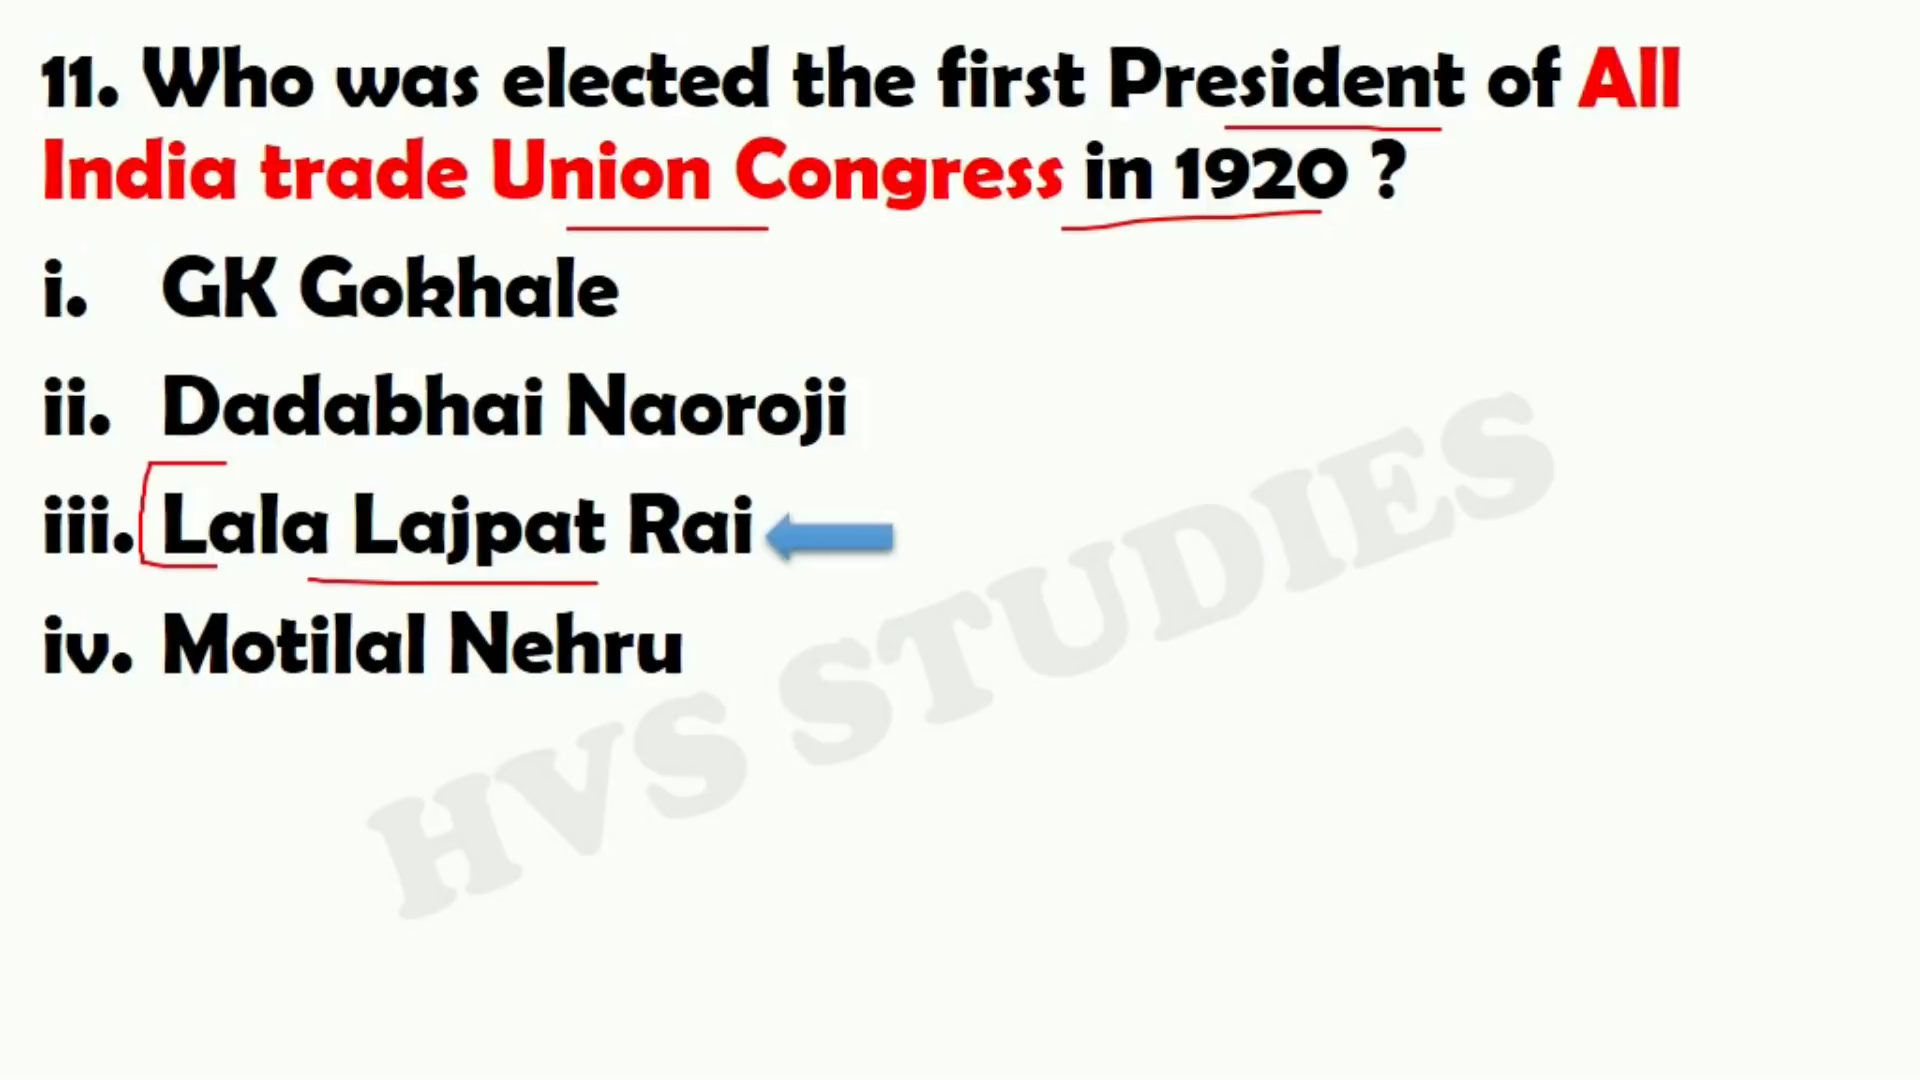 11. Who was elected the first President of All
India trade Union Congress in 1920 ?
i. GK Gokhale
ii. Dadabhai Naoroji
iii. Lala Lajpat Rai
iv. Motilal Nehru
HVS STUDIES